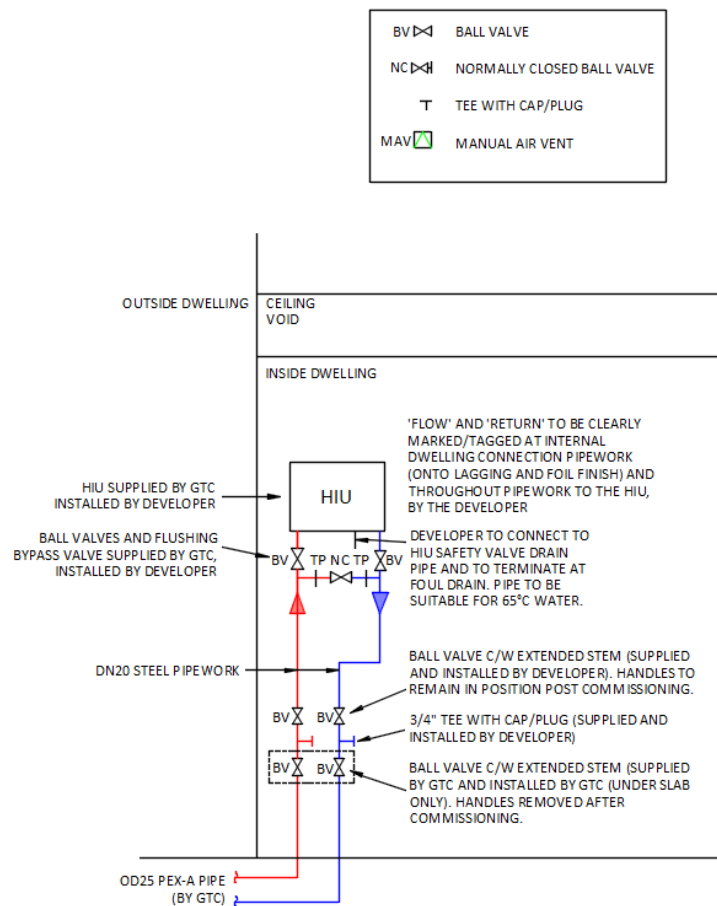 BV BALL VALVE
NC NORMALLY CLOSED BALL VALVE
TEE WITH CAP/PLUG
MAV MANUAL AIR VENT
OUTSIDE DWELLING
CEILING
VOID
INSIDE DWELLING
'FLOW' AND 'RETURN' TO BE CLEARLY
MARKED/TAGGED AT INTERNAL
DWELLING CONNECTION PIPEWORK
(ONTO LAGGING AND FOIL FINISH) AND
THROUGHOUT PIPEWORK TO THE HIU,
BY THE DEVELOPER
HIU SUPPLIED BY GTC
INSTALLED BY DEVELOPER
HIU
BALL VALVES AND FLUSHING
BYPASS VALVE SUPPLIED BY GTC,
INSTALLED BY DEVELOPER
BV
TP NC TP
BV
DEVELOPER TO CONNECT TO
HIU SAFETY VALVE DRAIN
PIPE AND TO TERMINATE AT
FOUL DRAIN. PIPE TO BE
SUITABLE FOR 65°C WATER.
DN20 STEEL PIPEWORK
BALL VALVE C/W EXTENDED STEM (SUPPLIED
AND INSTALLED BY DEVELOPER). HANDLES TO
REMAIN IN POSITION POST COMMISSIONING.
BV
BV
3/4" TEE WITH CAP/PLUG (SUPPLIED AND
INSTALLED BY DEVELOPER)
BV
BV
BALL VALVE C/W EXTENDED STEM (SUPPLIED
BY GTC AND INSTALLED BY GTC (UNDER SLAB
ONLY). HANDLES REMOVED AFTER
COMMISSIONING.
OD25 PEX-A PIPE
(BY GTC)